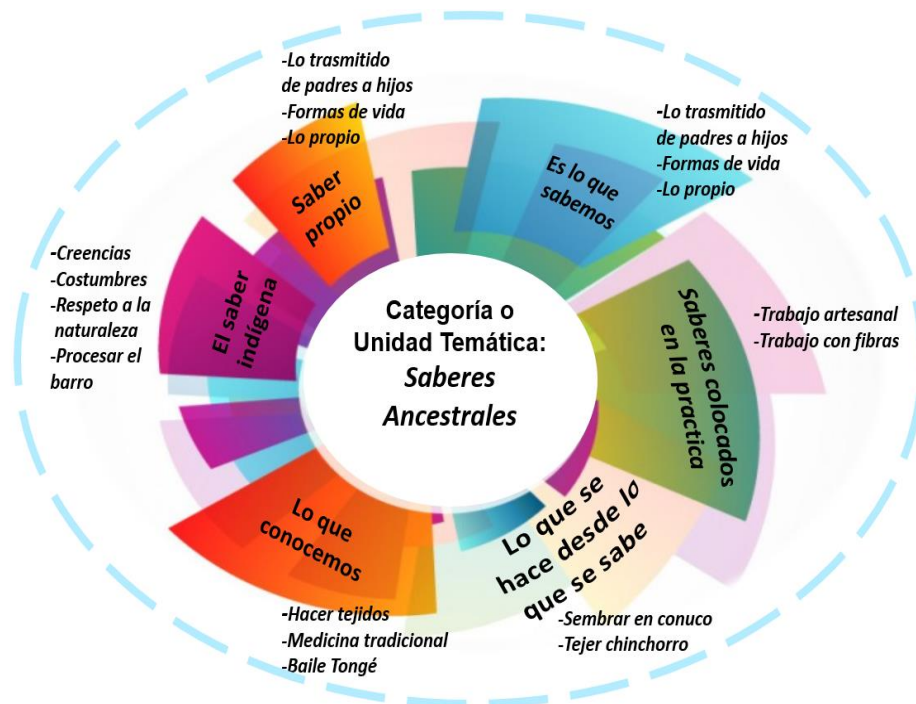 Categoría o
Unidad Temática:
Saberes
Ancestrales
Saber
propio
-Lo trasmitido
de padres a hijos
-Formas de vida
-Lo propio
Es lo que
sabemos
-Lo trasmitido
de padres a hijos
-Formas de vida
-Lo propio
Saberes colocados
en la practica
-Trabajo artesanal
-Trabajo con fibras
Lo que se
hace desde lo
que se sabe
-Sembrar en conuco
-Tejer chinchorro
Lo que
conocemos
-Hacer tejidos
-Medicina tradicional
-Baile Tongé
El saber
indígena
-Creencias
-Costumbres
-Respeto a la
naturaleza
-Procesar el
barro